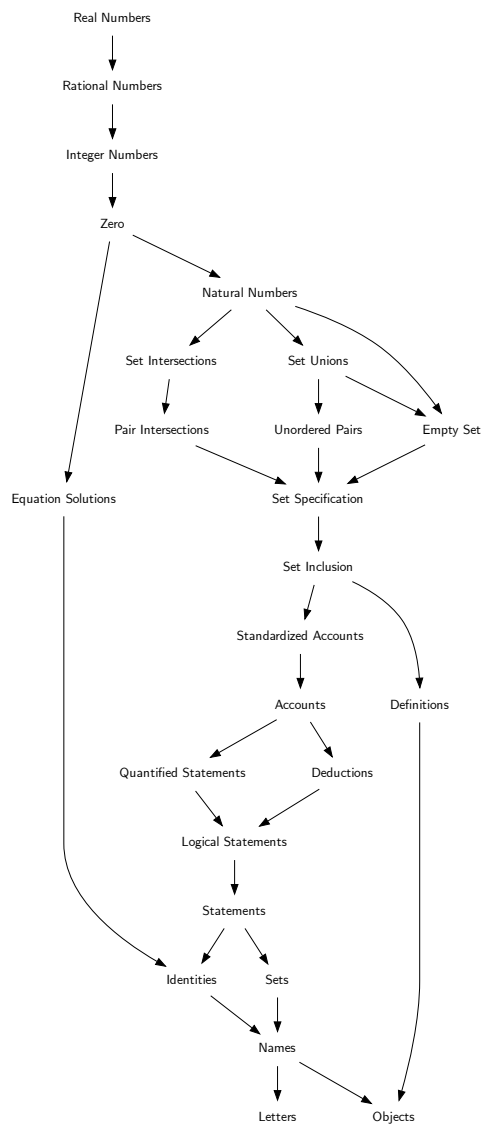 Real Numbers
Rational Numbers
Integer Numbers
Zero
Natural Numbers
Set Intersections
Set Unions
Pair Intersections
Unordered Pairs
Empty Set
Equation Solutions
Set Specification
Set Inclusion
Standardized Accounts
Accounts
Definitions
Quantified Statements
Deductions
Logical Statements
Statements
Identities
Sets
Names
Letters
Objects